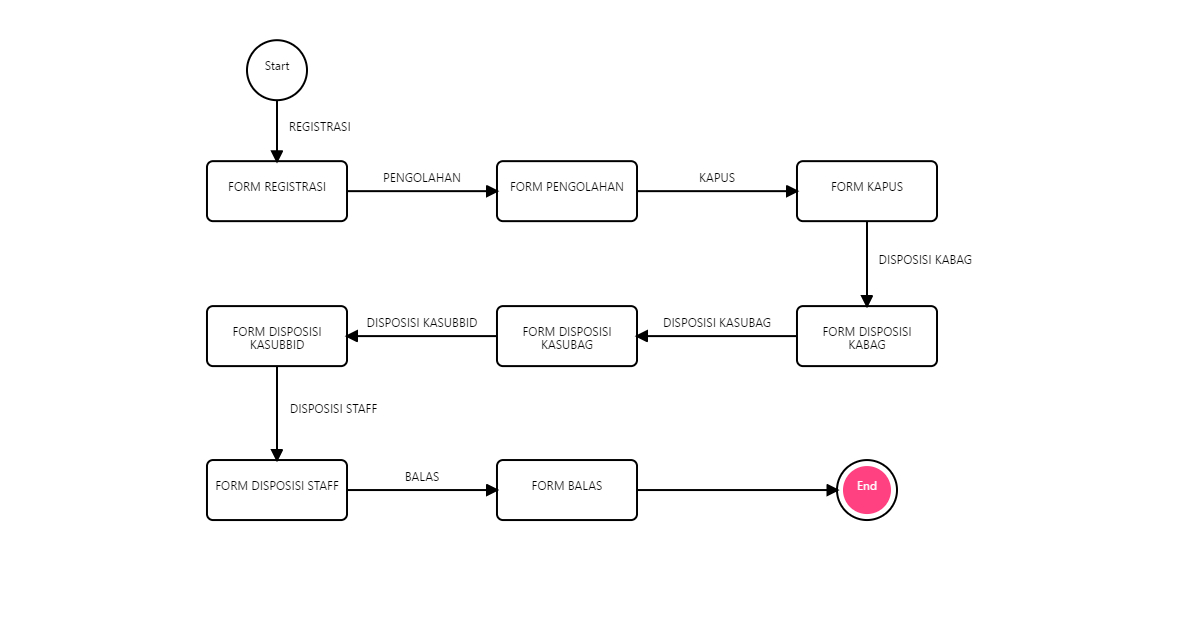 Start
REGISTRASI
FORM REGISTRASI
PENGOLAHAN
FORM PENGOLAHAN
KAPUS
FORM KAPUS
DISPOSISI KABAG
FORM DISPOSISI
KABAG
DISPOSISI KASUBAG
FORM DISPOSISI
KASUBAG
DISPOSISI KASUBBID
FORM DISPOSISI
KASUBBID
DISPOSISI STAFF
FORM DISPOSISI STAFF
BALAS
FORM BALAS
End